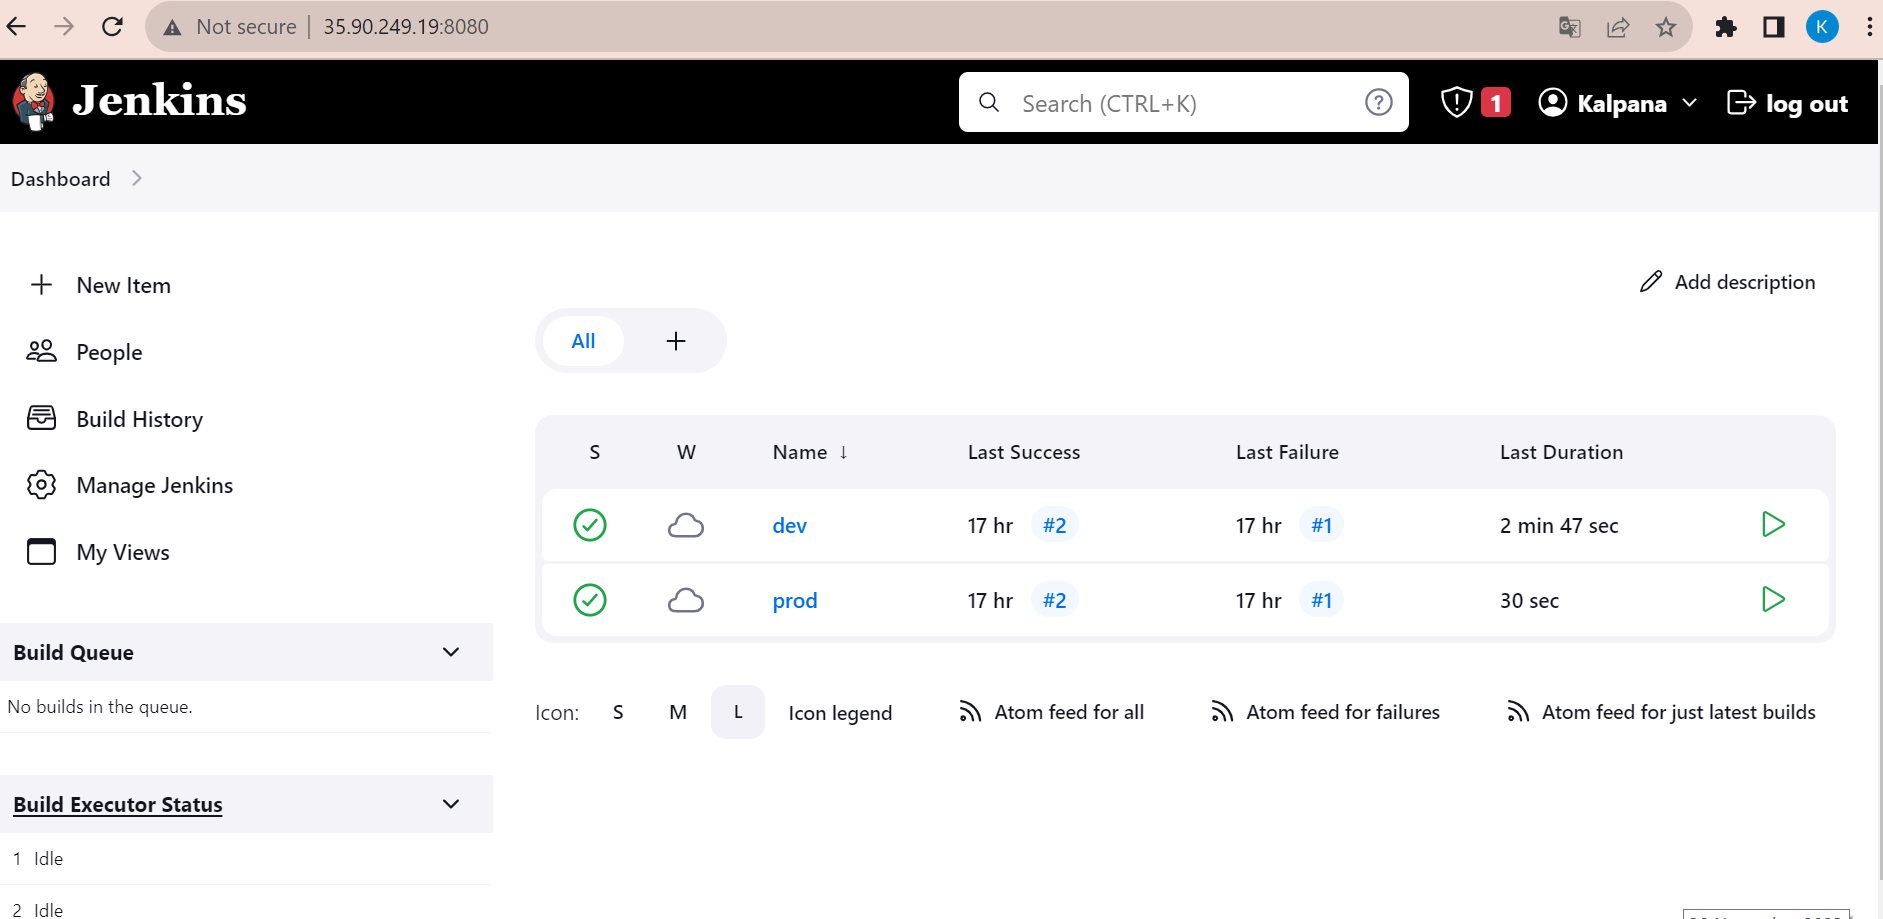 Not secure | 35.90.249.19:8080
K
Jenkins
Search (CTRL+K)
1
Kalpana
log out
Dashboard
New Item
People
Build History
Manage Jenkins
My Views
Add description
All
S W Name ↓ Last Success Last Failure Last Duration
dev 17 hr #2 17 hr #1 2 min 47 sec
prod 17 hr #2 17 hr #1 30 sec
Icon: S M L Icon legend Atom feed for all Atom feed for failures Atom feed for just latest builds
Build Queue
No builds in the queue.
Build Executor Status
1 Idle
2 Idle